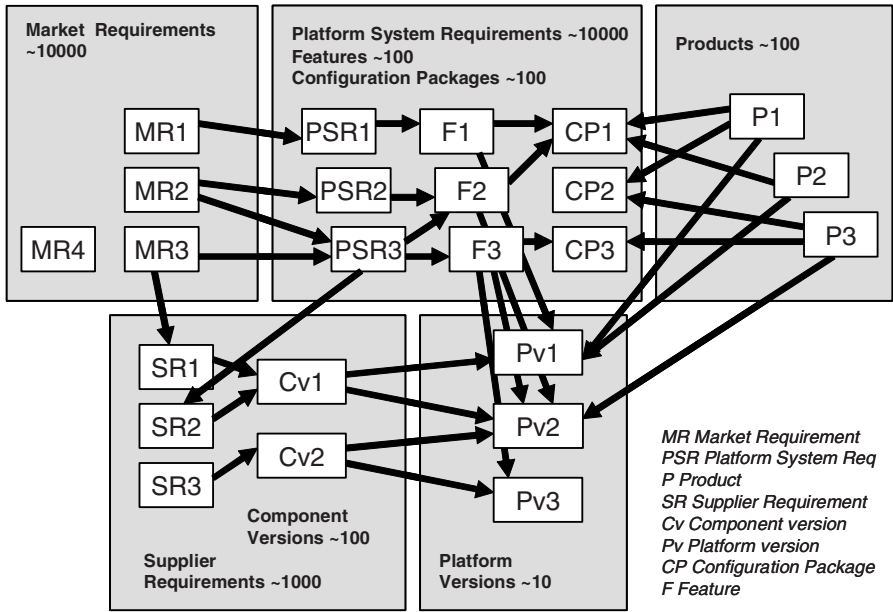 Market Requirements
~10000
Platform System Requirements ~10000
Features ~100
Configuration Packages ~100
Products ~100
MR1
PSR1
F1
CP1
P1
MR2
PSR2
F2
CP2
P2
MR4
MR3
PSR3
F3
CP3
P3
SR1
Cv1
Pv1
SR2
Cv2
Pv2
SR3
Pv3
Component
Versions ~100
Supplier
Requirements ~1000
Platform
Versions ~10
MR Market Requirement
PSR Platform System Req
P Product
SR Supplier Requirement
Cv Component version
Pv Platform version
CP Configuration Package
F Feature